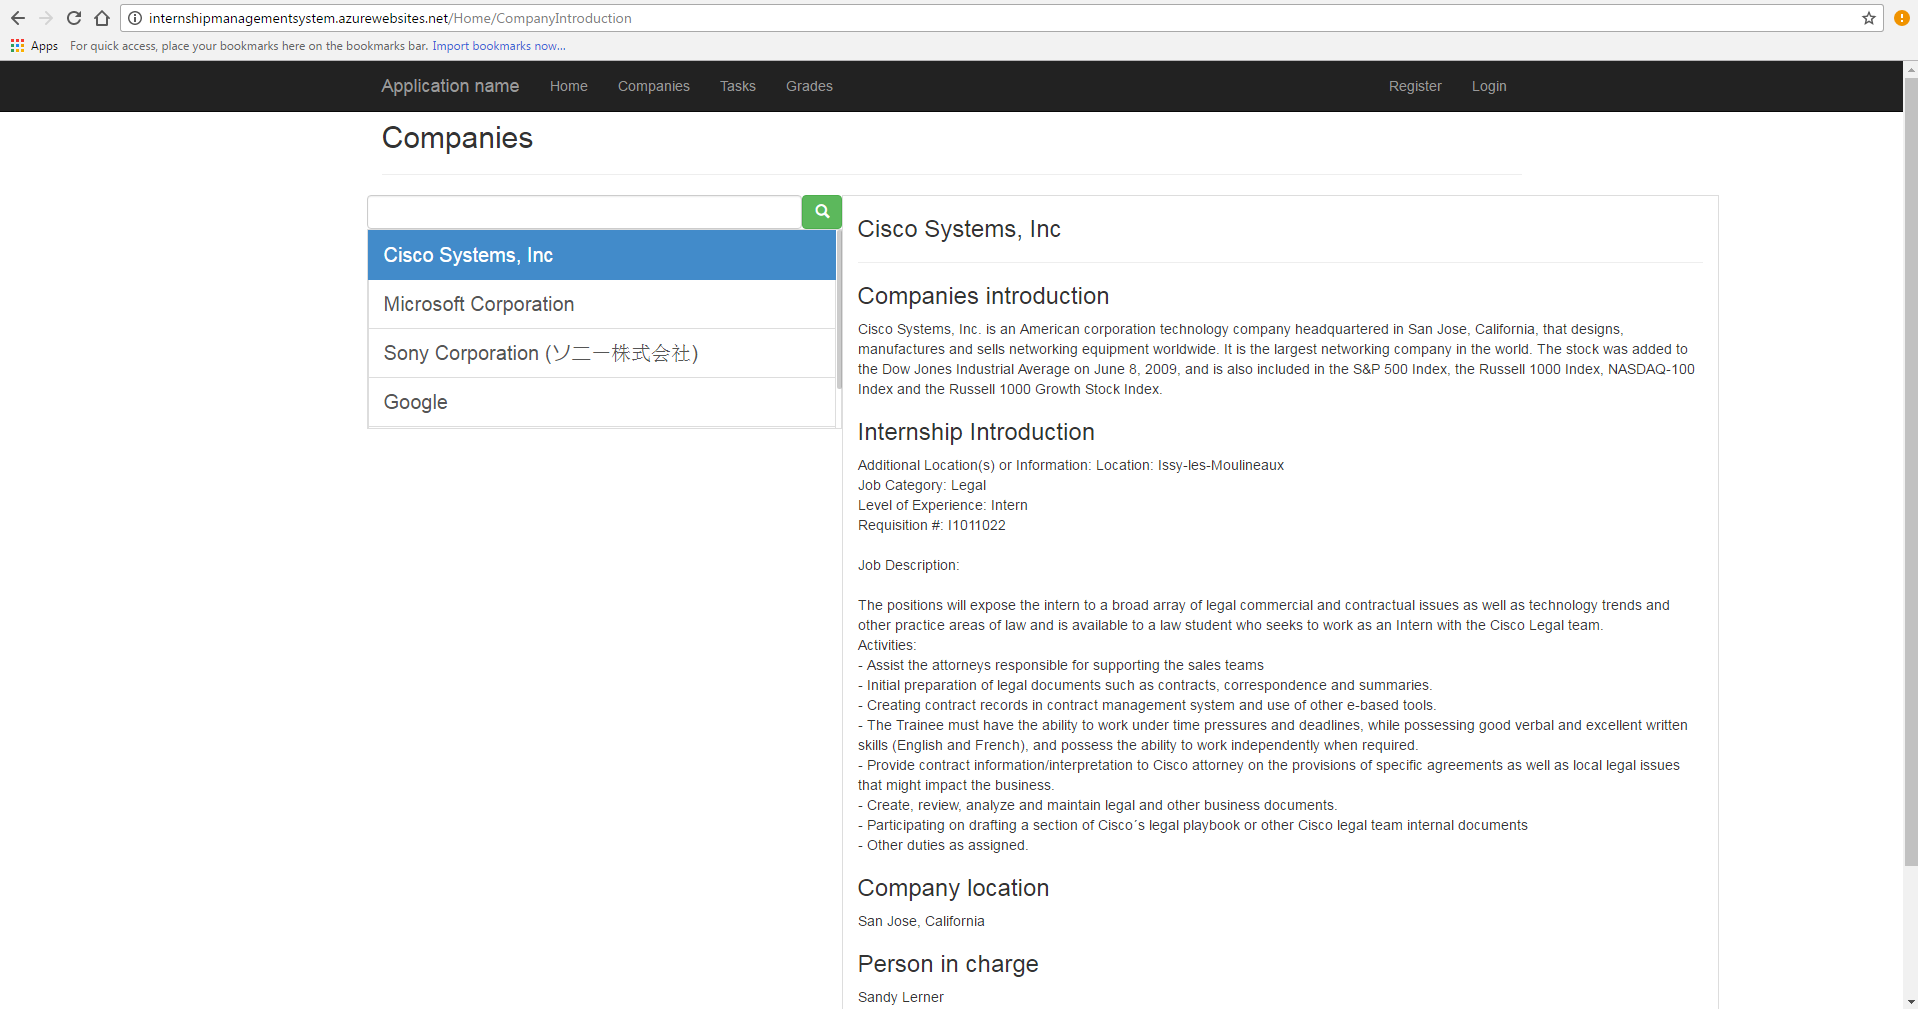 internshipmanagementsystem.azurewebsites.net/Home/CompanyIntroduction
Apps For quick access, place your bookmarks here on the bookmarks bar. Import bookmarks now...
Application name Home Companies Tasks Grades Register Login
Companies
Cisco Systems, Inc
Microsoft Corporation
Sony Corporation (ソニー株式会社)
Google
Cisco Systems, Inc
Companies introduction
Cisco Systems, Inc. is an American corporation technology company headquartered in San Jose, California, that designs,
manufactures and sells networking equipment worldwide. It is the largest networking company in the world. The stock was added to
the Dow Jones Industrial Average on June 8, 2009, and is also included in the S&P 500 Index, the Russell 1000 Index, NASDAQ-100
Index and the Russell 1000 Growth Stock Index.
Internship Introduction
Additional Location(s) or Information: Location: Issy-les-Moulineaux
Job Category: Legal
Level of Experience: Intern
Requisition #: I1011022
Job Description:
The positions will expose the intern to a broad array of legal commercial and contractual issues as well as technology trends and
other practice areas of law and is available to a law student who seeks to work as an Intern with the Cisco Legal team.
Activities:
- Assist the attorneys responsible for supporting the sales teams
- Initial preparation of legal documents such as contracts, correspondence and summaries.
- Creating contract records in contract management system and use of other e-based tools.
- The Trainee must have the ability to work under time pressures and deadlines, while possessing good verbal and excellent written
skills (English and French), and possess the ability to work independently when required.
- Provide contract information/interpretation to Cisco attorney on the provisions of specific agreements as well as local legal issues
that might impact the business.
- Create, review, analyze and maintain legal and other business documents.
- Participating on drafting a section of Cisco´s legal playbook or other Cisco legal team internal documents
- Other duties as assigned.
Company location
San Jose, California
Person in charge
Sandy Lerner